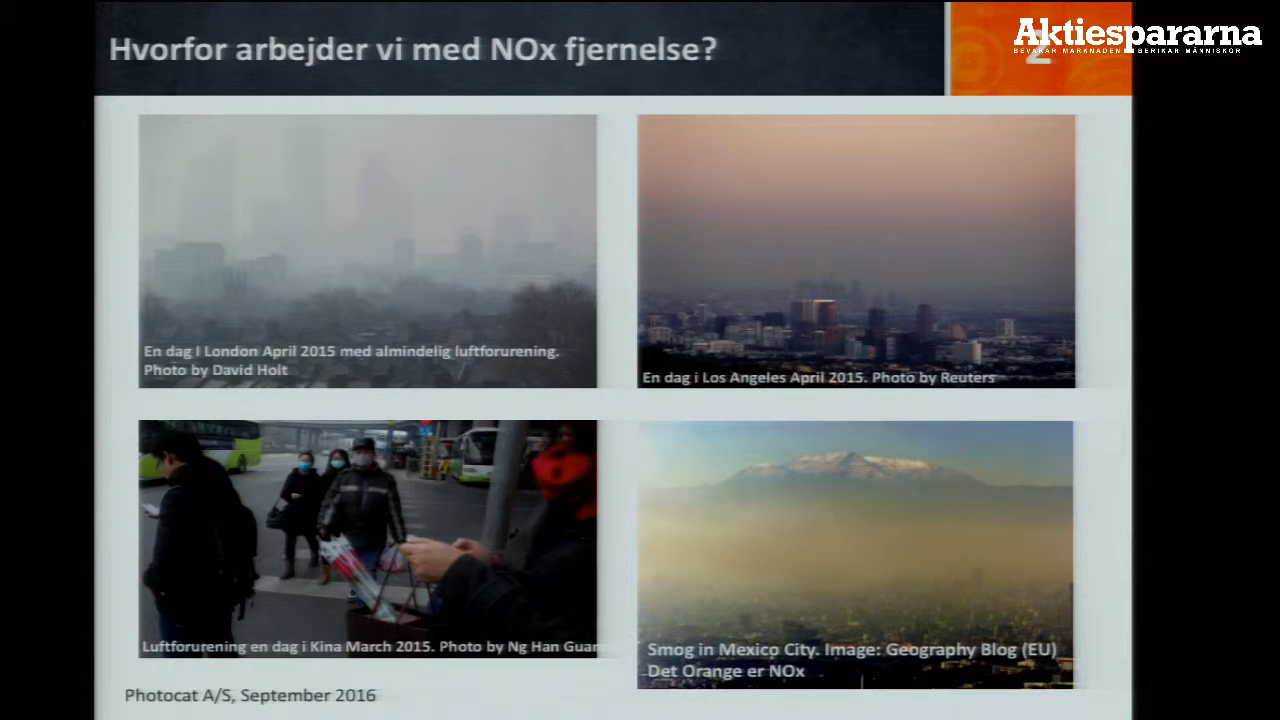 Hvorfor arbejder vi med NOx fjernelse?
2
Aktiespararna
BEVAKAR MARKNADEN BERIKAR MÄNNISKOR
En dag I London April 2015 med almindelig luftforurening.
Photo by David Holt
En dag i Los Angeles April 2015. Photo by Reuters
Luftforurening en dag i Kina March 2015. Photo by Ng Han Guan
Smog in Mexico City. Image: Geography Blog (EU)
Det Orange er NOx
Photocat A/S, September 2016